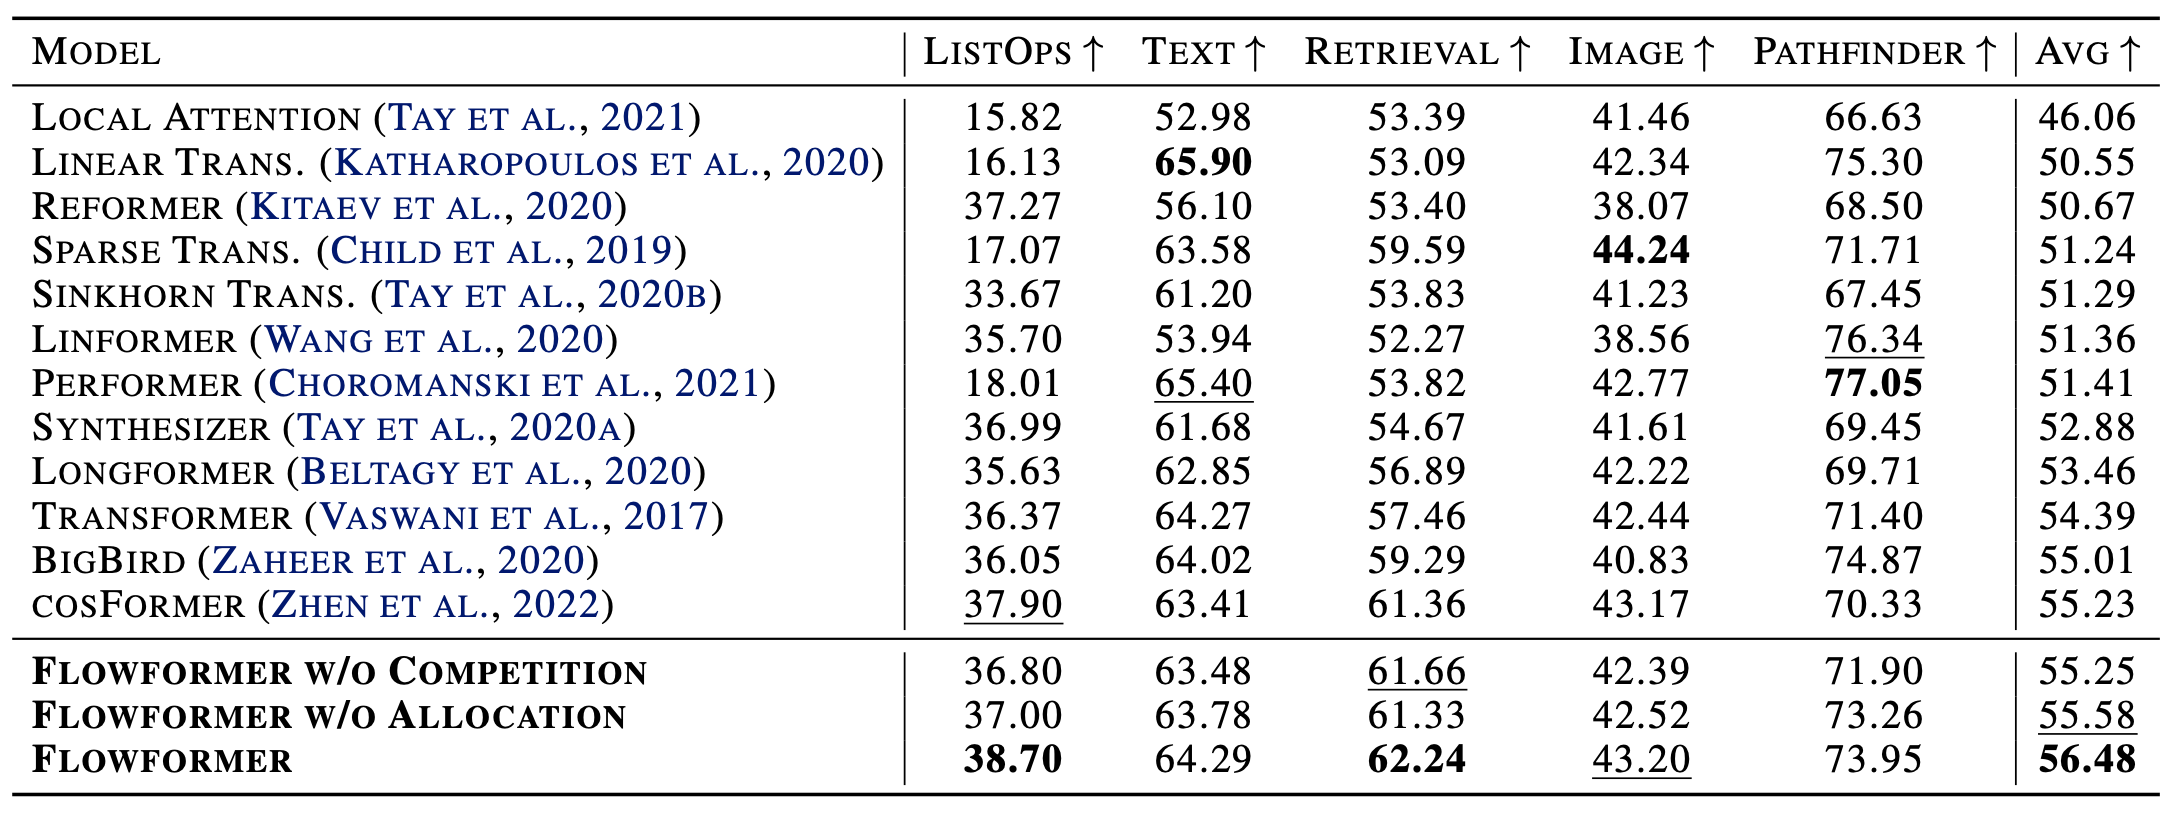 MODEL LISTOPS ↑ TEXT ↑ RETRIEVAL ↑ IMAGE ↑ PATHFINDER ↑ AVG ↑
LOCAL ATTENTION (TAY ET AL., 2021) 15.82 52.98 53.39 41.46 66.63 46.06
LINEAR TRANS. (KATHAROPOULOS ET AL., 2020) 16.13 65.90 53.09 42.34 75.30 50.55
REFORMER (KITAEV ET AL., 2020) 37.27 56.10 53.40 38.07 68.50 50.67
SPARSE TRANS. (CHILD ET AL., 2019) 17.07 63.58 59.59 44.24 71.71 51.24
SINKHORN TRANS. (TAY ET AL., 2020B) 33.67 61.20 53.83 41.23 67.45 51.29
LINFORMER (WANG ET AL., 2020) 35.70 53.94 52.27 38.56 76.34 51.36
PERFORMER (CHOROMANSKI ET AL., 2021) 18.01 65.40 53.82 42.77 77.05 51.41
SYNTHESIZER (TAY ET AL., 2020A) 36.99 61.68 54.67 41.61 69.45 52.88
LONGFORMER (BELTAGY ET AL., 2020) 35.63 62.85 56.89 42.22 69.71 53.46
TRANSFORMER (VASWANI ET AL., 2017) 36.37 64.27 57.46 42.44 71.40 54.39
BIGBIRD (ZAHEER ET AL., 2020) 36.05 64.02 59.29 40.83 74.87 55.01
COSFORMER (ZHEN ET AL., 2022) 37.90 63.41 61.36 43.17 70.33 55.23
FLOWFORMER W/O COMPETITION 36.80 63.48 61.66 42.39 71.90 55.25
FLOWFORMER W/O ALLOCATION 37.00 63.78 61.33 42.52 73.26 55.58
FLOWFORMER 38.70 64.29 62.24 43.20 73.95 56.48